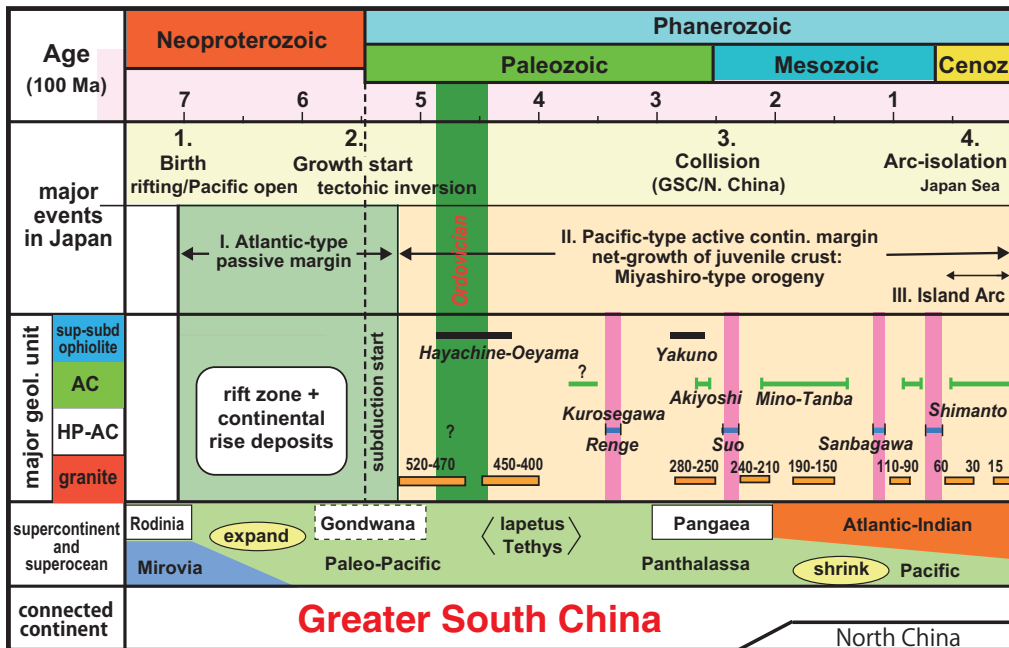 Age
(100 Ma)
Neoproterozoic
Phanerozoic
Paleozoic
Mesozoic
Cenoz
7
6
5
4
3
2
1
major
events
in Japan
1.
Birth
rifting/Pacific open
2.
Growth start
tectonic inversion
3.
Collision
(GSC/N. China)
4.
Arc-isolation
Japan Sea
I. Atlantic-type
passive margin
Ordovician
II. Pacific-type active contin. margin
net-growth of juvenile crust:
Miyashiro-type orogeny
III. Island Arc
major geol. unit
sup-subd
ophiolite
AC
HP-AC
granite
rift zone +
continental
rise deposits
subduction start
Hayachine-Oeyama
Yakuno
?
Akiyoshi
Mino-Tanba
Shimanto
Kurosegawa
?
Renge
Suo
Sanbagawa
520-470
450-400
280-250
240-210
190-150
110-90
60
30
15
supercontinent
and
superocean
Rodinia
expand
Gondwana
Iapetus
Tethys
Pangaea
Atlantic-Indian
Mirovia
Paleo-Pacific
Panthalassa
shrink
Pacific
connected
continent
Greater South China
North China